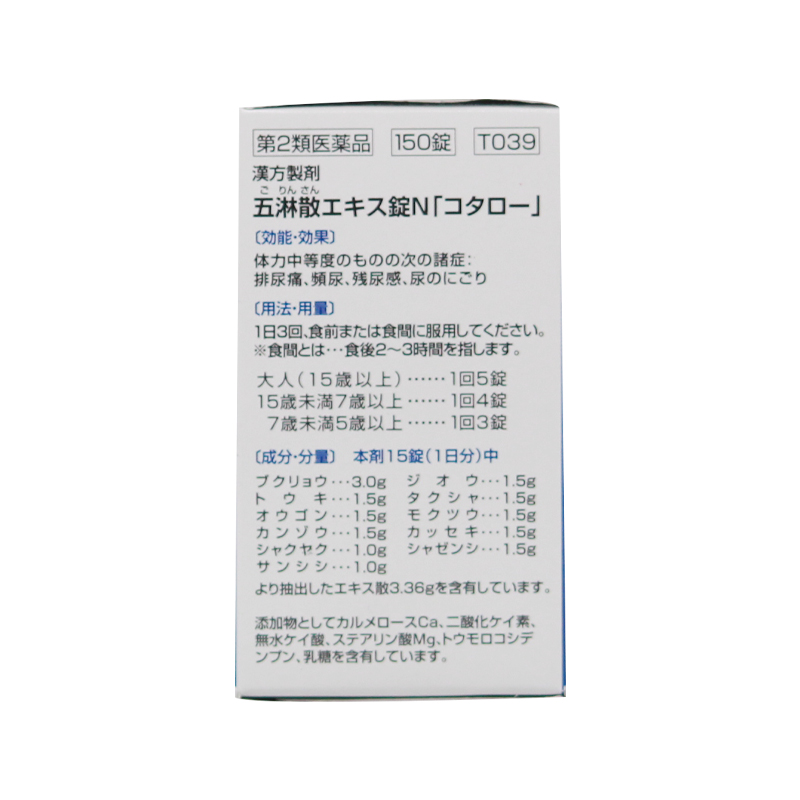 第2類医薬品 150錠 T039
漢方製剤
ご りん さん
五淋散エキス錠N「コタロー」
〔効能・効果〕
体力中等度のものの次の諸症:
排尿痛、頻尿、残尿感、尿のにごり
〔用法・用量〕
1日3回、食前または食間に服用してください。
※食間とは…食後2〜3時間を指します。
大人(15歳以上)……1回5錠
15歳未満7歳以上……1回4錠
7歳未満5歳以上……1回3錠
〔成分・分量〕 本剤15錠(1日分)中
ブクリョウ…3.0g ジオウ…1.5g
トウキ…1.5g タクシャ…1.5g
オウゴン…1.5g モクツウ…1.5g
カンゾウ…1.5g カッセキ…1.5g
シャクヤク…1.0g シャゼンシ…1.5g
サンシシ…1.0g
より抽出したエキス散3.36gを含有しています。
添加物としてカルメロースCa、二酸化ケイ素、
無水ケイ酸、ステアリン酸Mg、トウモロコシデ
ンプン、乳糖を含有しています。